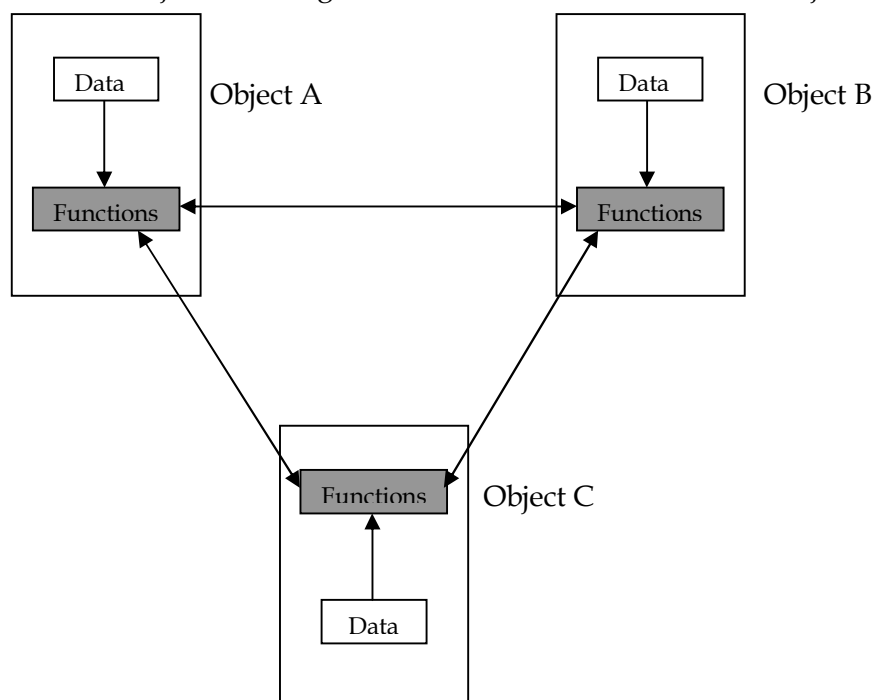 Data
Object A
Functions
Data
Object B
Functions
Functions
Object C
Data